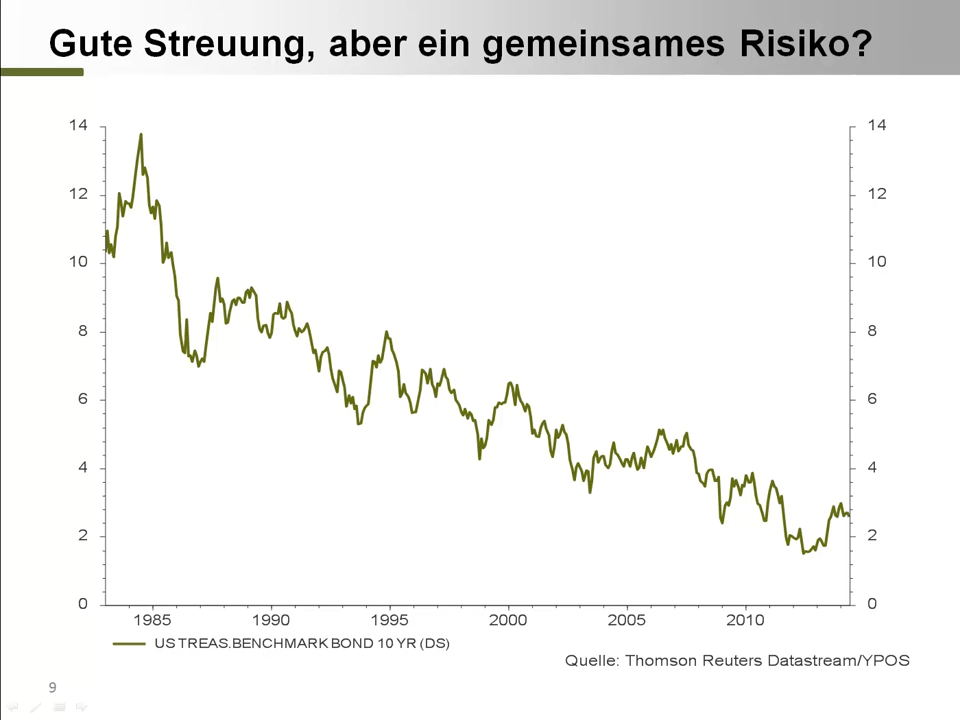 Gute Streuung, aber ein gemeinsames Risiko?
14 14
12 12
10 10
8 8
6 6
4 4
2 2
0 0
1985 1990 1995 2000 2005 2010
US TREAS.BENCHMARK BOND 10 YR (DS)
Quelle: Thomson Reuters Datastream/YPOS
9